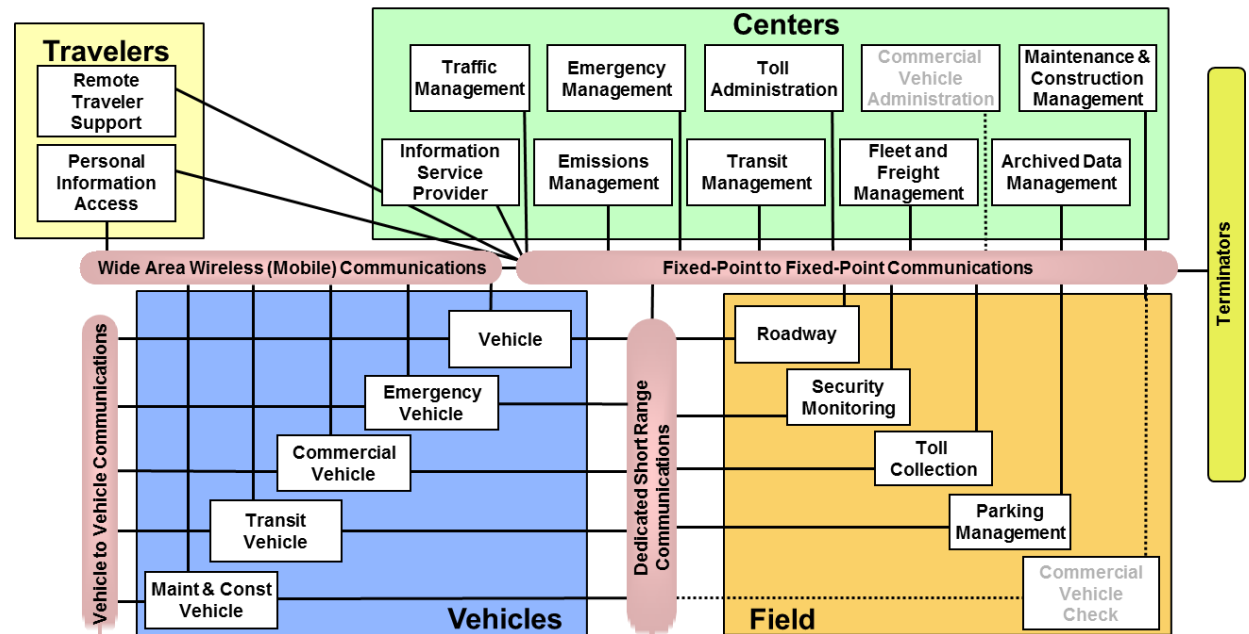 Travelers
Remote
Traveler
Support
Personal
Information
Access
Centers
Traffic
Management
Emergency
Management
Toll
Administration
Commercial
Vehicle
Administration
Maintenance &
Construction
Management
Information
Service
Provider
Emissions
Management
Transit
Management
Fleet and
Freight
Management
Archived Data
Management
Terminators
Wide Area Wireless (Mobile) Communications
Fixed-Point to Fixed-Point Communications
Vehicle to Vehicle Communications
Vehicle
Emergency
Vehicle
Commercial
Vehicle
Transit
Vehicle
Maint & Const
Vehicle
Vehicles
Dedicated Short Range
Communications
Roadway
Security
Monitoring
Toll
Collection
Parking
Management
Commercial
Vehicle
Check
Field